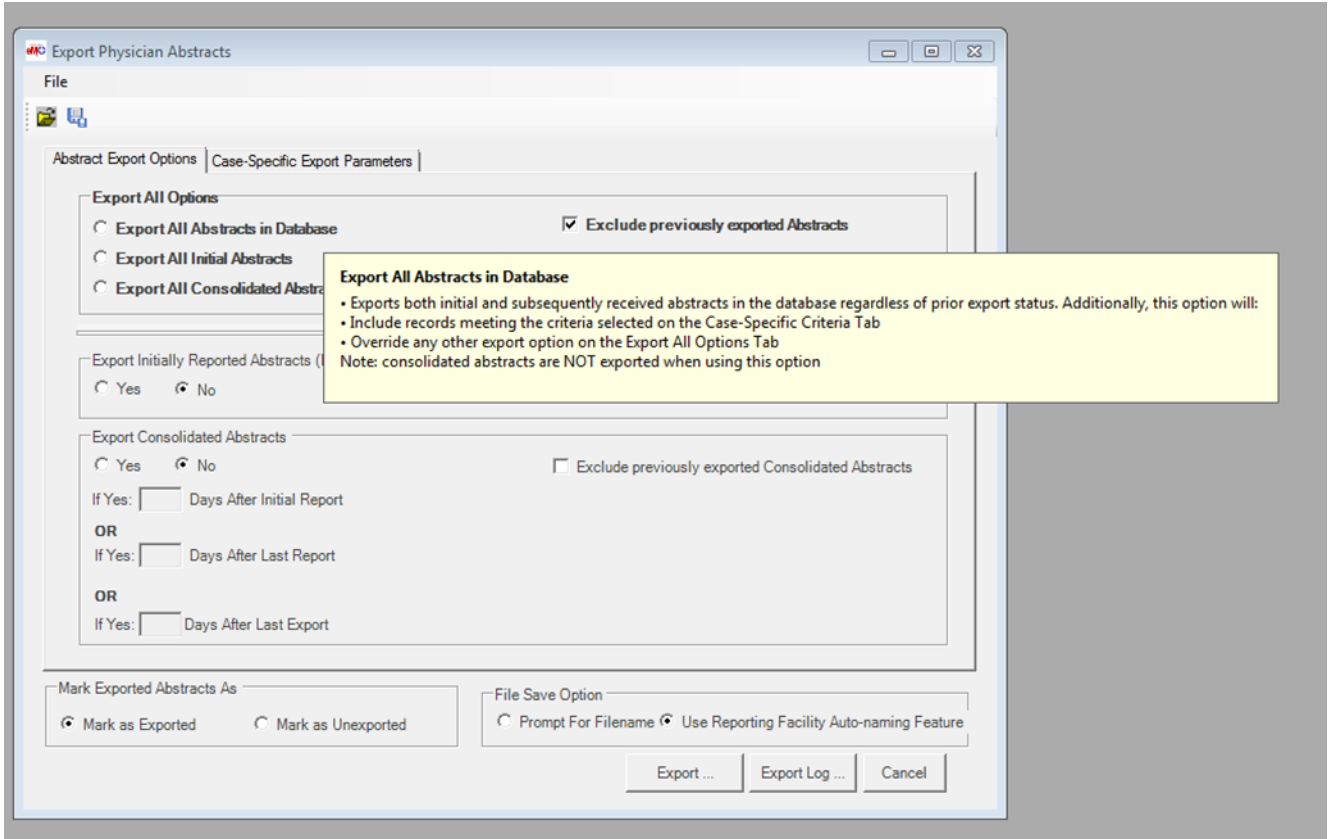 Export Physician Abstracts
File
Abstract Export Options
Case-Specific Export Parameters
Export All Options
Export All Abstracts in Database
Exclude previously exported Abstracts
Export All Initial Abstracts
Export All Consolidated Abstra
Export All Abstracts in Database
• Exports both initial and subsequently received abstracts in the database regardless of prior export status. Additionally, this option will:
• Include records meeting the criteria selected on the Case-Specific Criteria Tab
• Override any other export option on the Export All Options Tab
Note: consolidated abstracts are NOT exported when using this option
Export Initially Reported Abstracts (
Yes No
Export Consolidated Abstracts
Yes No
Exclude previously exported Consolidated Abstracts
If Yes: Days After Initial Report
OR
If Yes: Days After Last Report
OR
If Yes: Days After Last Export
Mark Exported Abstracts As
Mark as Exported Mark as Unexported
File Save Option
Prompt For Filename Use Reporting Facility Auto-naming Feature
Export ... Export Log ... Cancel